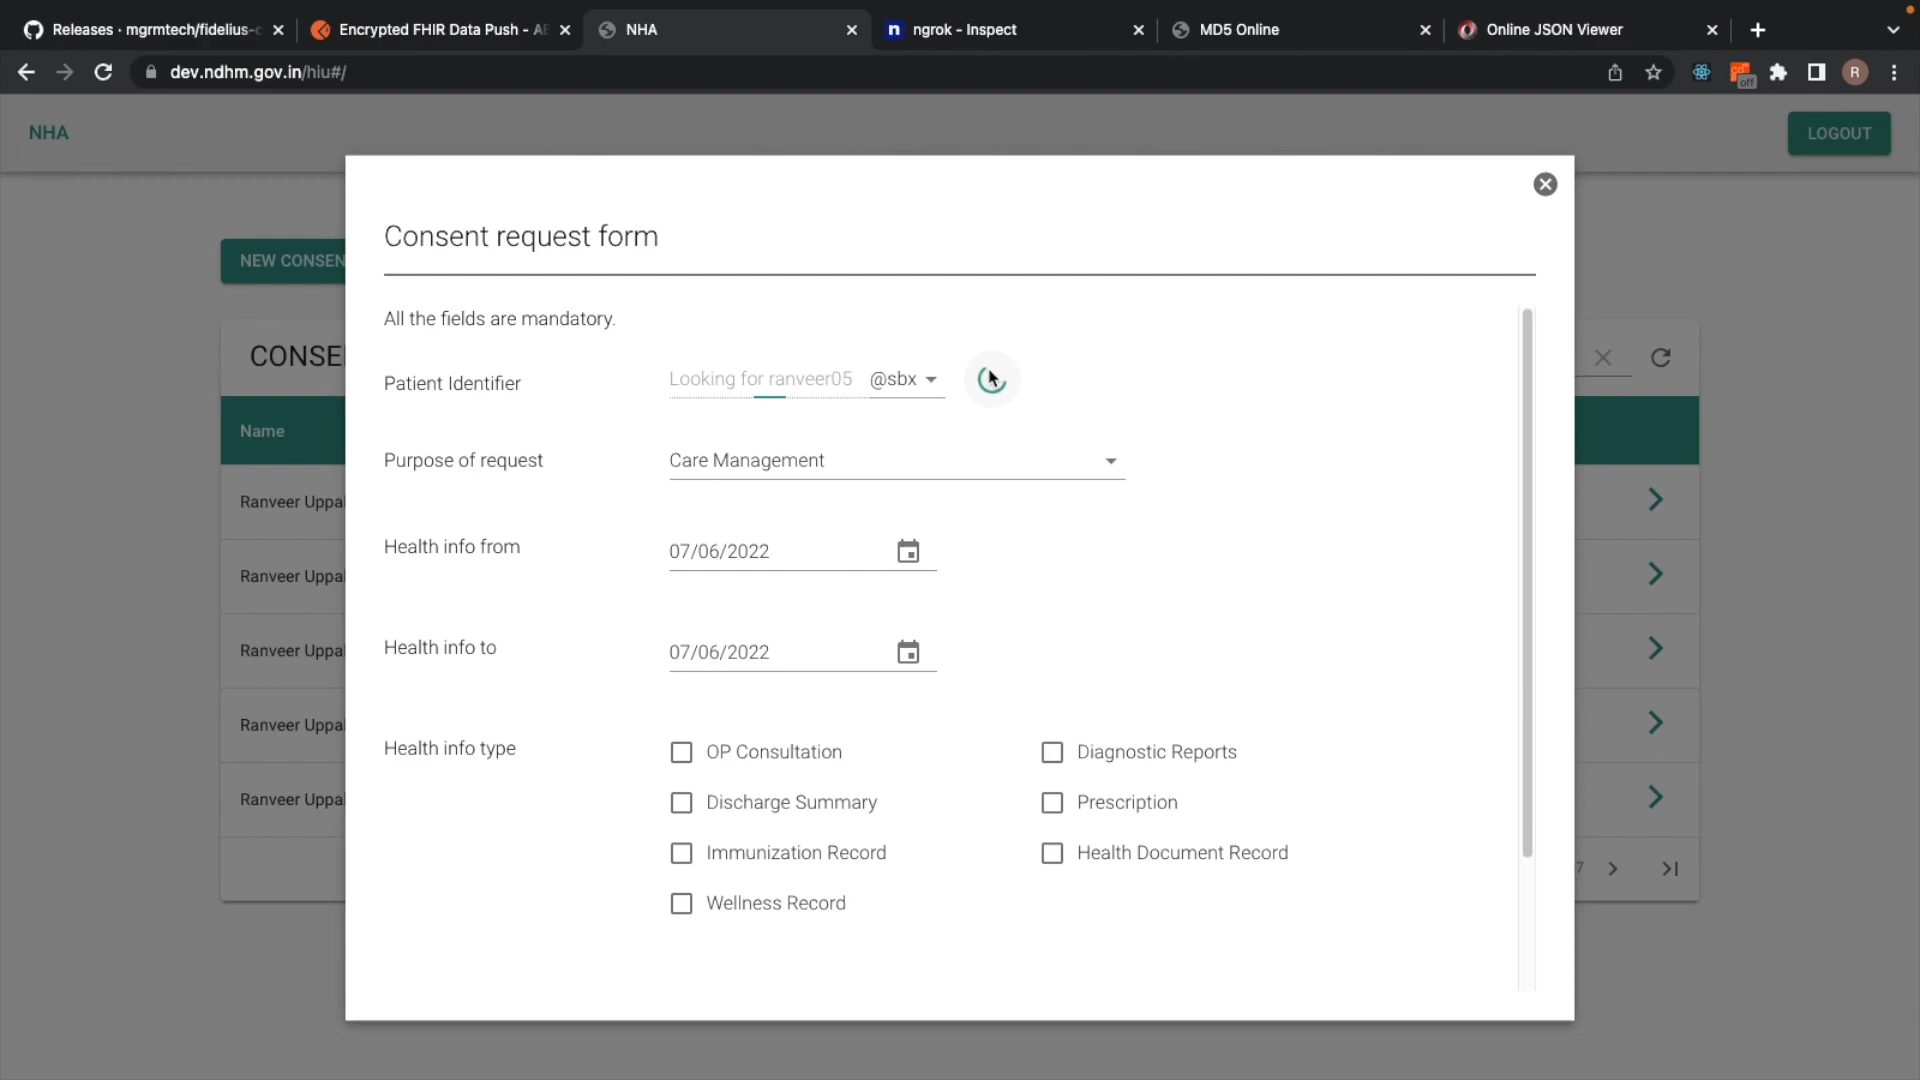 Releases · mgrmtech/fidelius-c
Encrypted FHIR Data Push - AB
NHA
n ngrok - Inspect
MD5 Online
Online JSON Viewer
dev.ndhm.gov.in/hiu#/
off
R
NHA
LOGOUT
NEW CONSEN
Consent request form
All the fields are mandatory.
CONSE
Patient Identifier
Looking for ranveer05
@sbx
Name
Purpose of request
Care Management
Ranveer Uppa
Health info from
07/06/2022
Ranveer Uppa
Health info to
07/06/2022
Ranveer Uppa
Ranveer Uppa
Health info type
OP Consultation
Diagnostic Reports
Ranveer Uppa
Discharge Summary
Prescription
Immunization Record
Health Document Record
7
Wellness Record